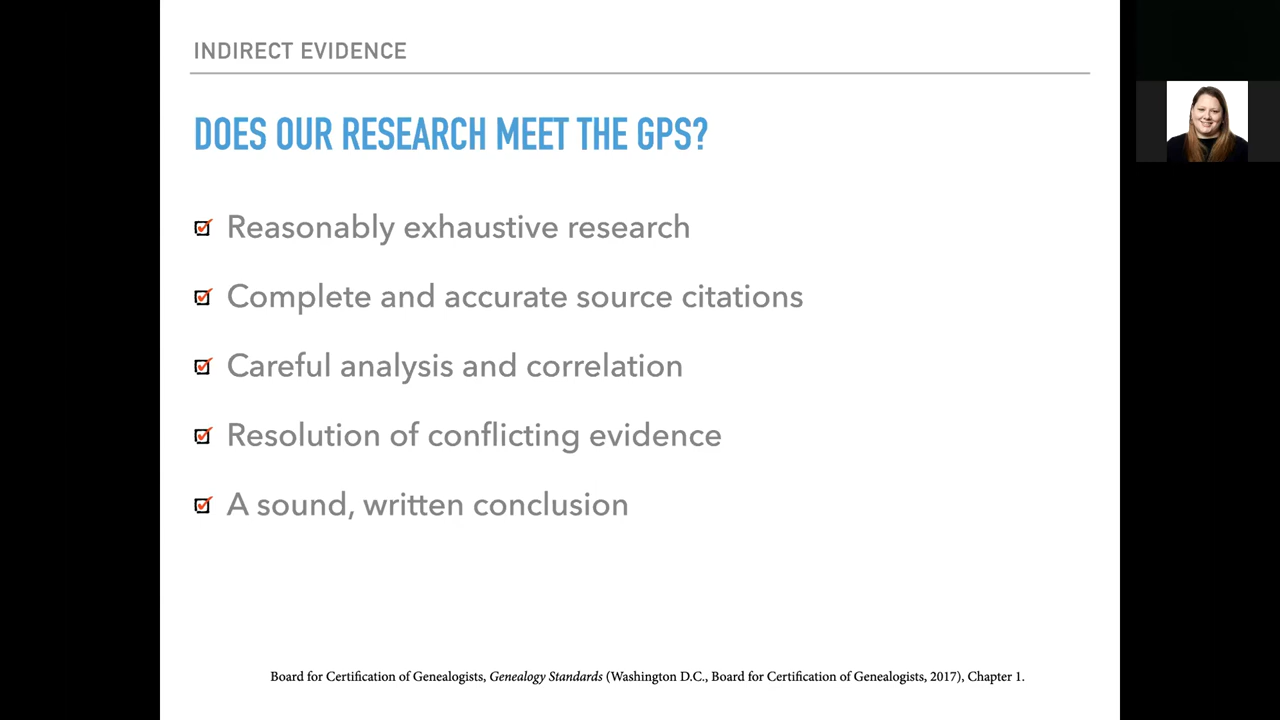 INDIRECT EVIDENCE
DOES OUR RESEARCH MEET THE GPS?
Reasonably exhaustive research
Complete and accurate source citations
Careful analysis and correlation
Resolution of conflicting evidence
A sound, written conclusion
Board for Certification of Genealogists, Genealogy Standards (Washington D.C., Board for Certification of Genealogists, 2017), Chapter 1.